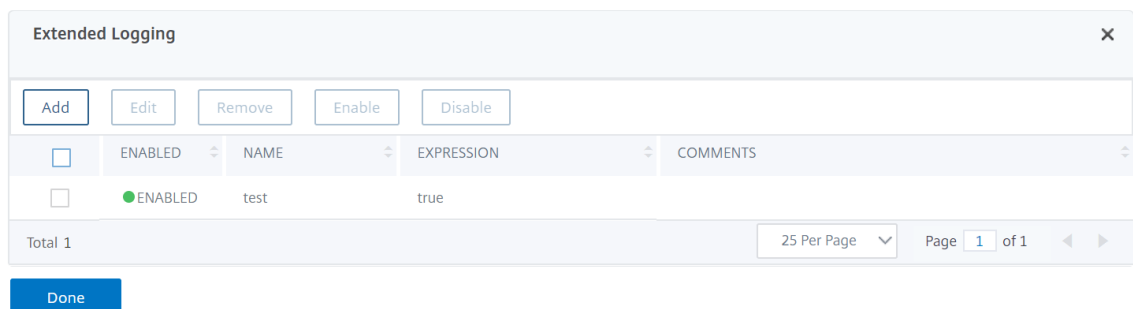 Extended Logging
Add Edit Remove Enable Disable
ENABLED NAME EXPRESSION COMMENTS
ENABLED test true
Total 1 25 Per Page Page 1 of 1
Done